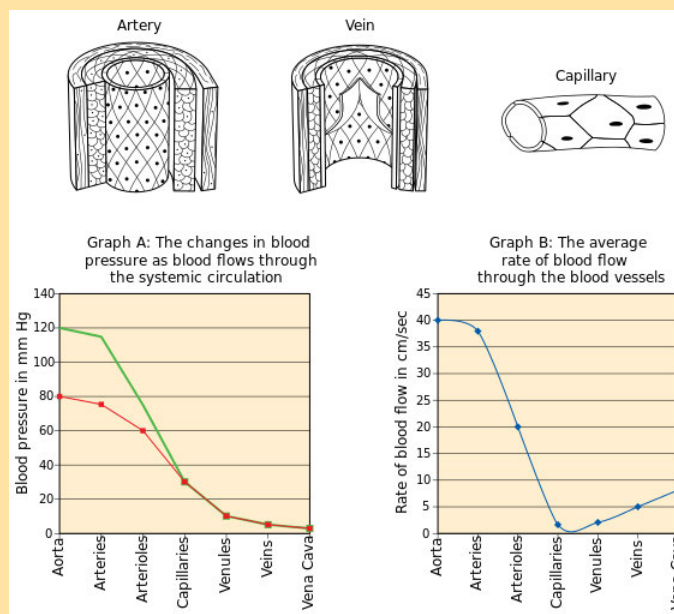 Artery
Vein
Capillary
Graph A: The changes in blood
pressure as blood flows through
the systemic circulation
Blood pressure in mm Hg
140
120
100
80
60
40
20
0
Aorta
Arteries
Arterioles
Capillaries
Venules
Veins
Vena Cava
Graph B: The average
rate of blood flow
through the blood vessels
Rate of blood flow in cm/sec
45
40
35
30
25
20
15
10
5
0
Aorta
Arteries
Arterioles
Capillaries
Venules
Veins